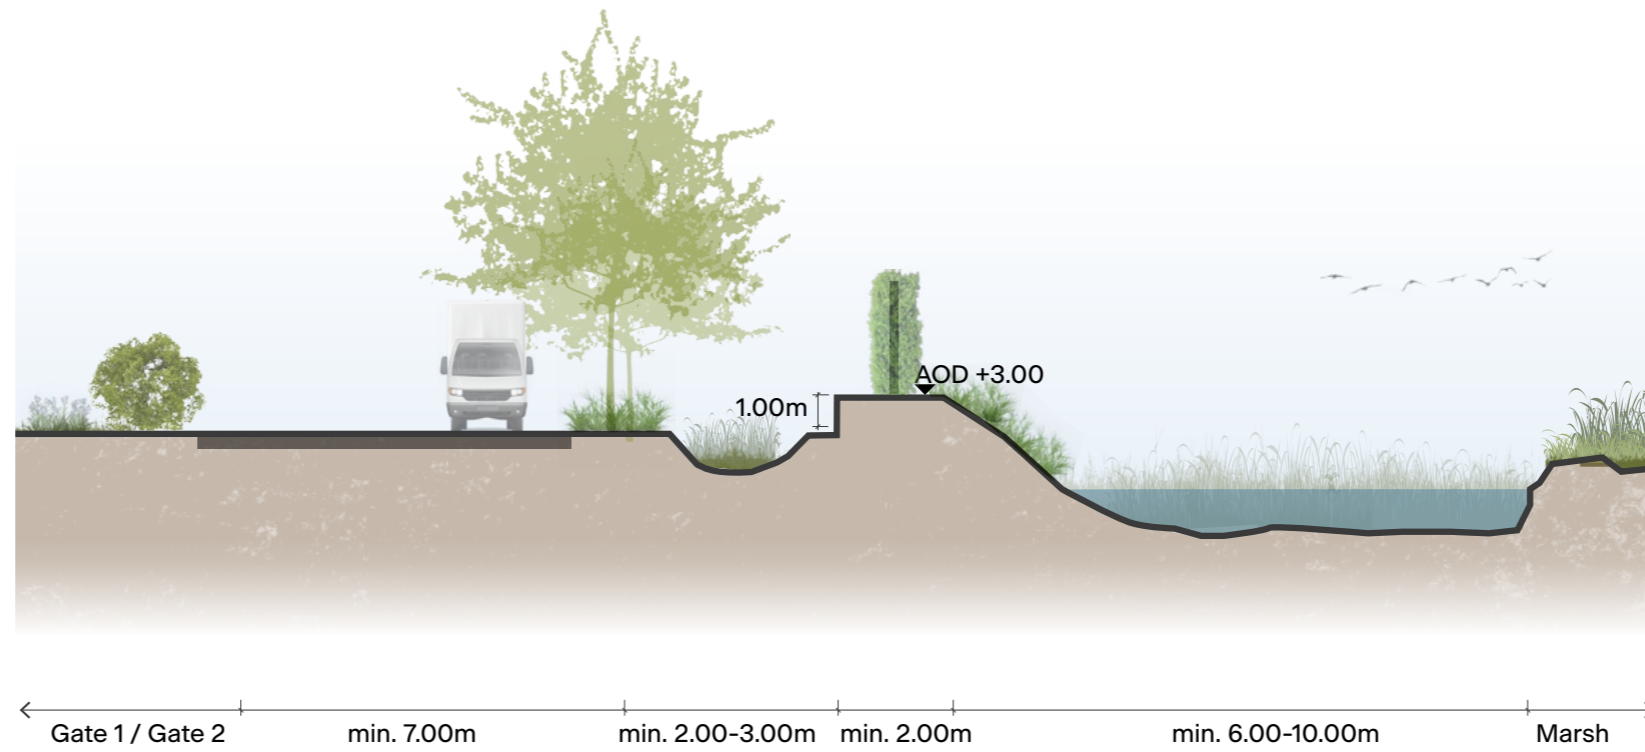 AOD +3.00
1.00m
Gate 1 / Gate 2
min. 7.00m
min. 2.00-3.00m
min. 2.00m
min. 6.00-10.00m
Marsh